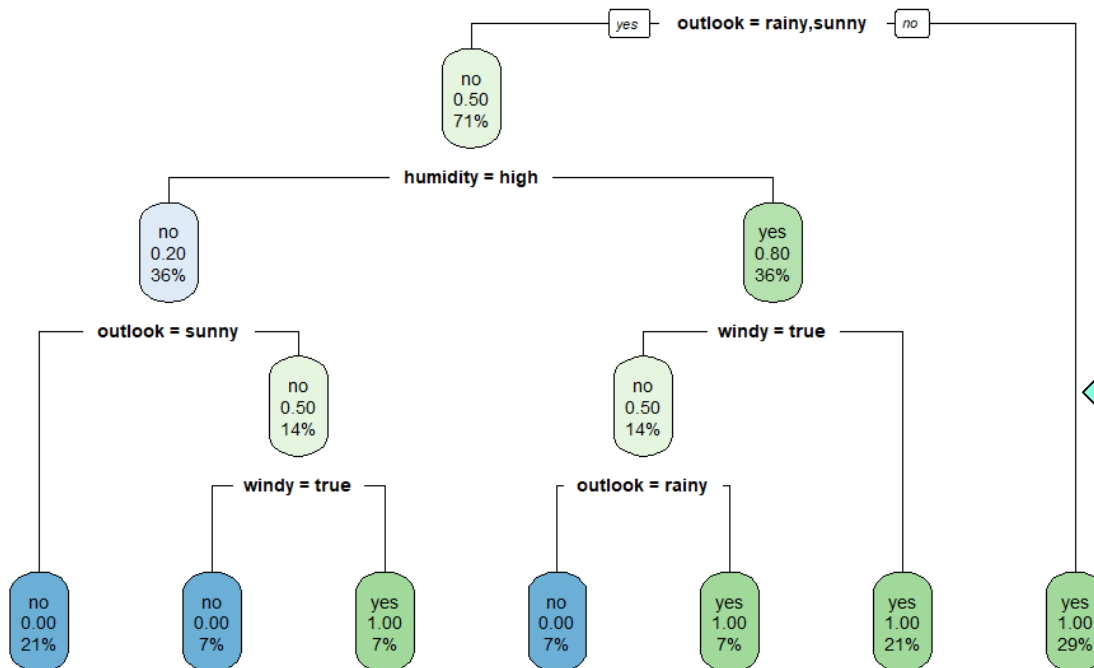 yes outlook = rainy,sunny no
no
0.50
71%
humidity = high
no
0.20
36%
yes
0.80
36%
outlook = sunny
windy = true
no
0.50
14%
no
0.50
14%
windy = true
outlook = rainy
no
0.00
21%
no
0.00
7%
yes
1.00
7%
no
0.00
7%
yes
1.00
7%
yes
1.00
21%
yes
1.00
29%